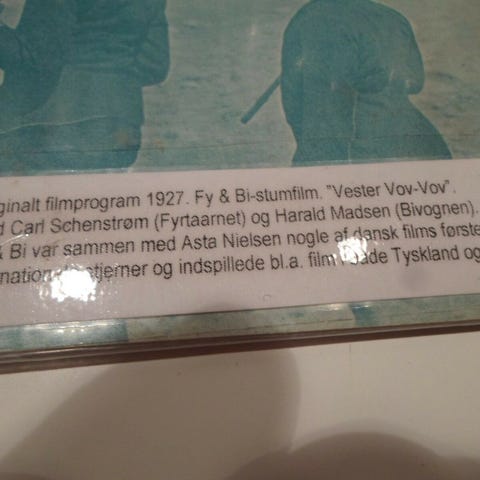 ginalt filmprogram 1927. Fy & Bi-stumfilm. "Vester Vov-Vov".
d Carl Schenstrøm (Fyrtaarnet) og Harald Madsen (Bivognen).
& Bi var sammen med Asta Nielsen nogle af dansk films første
stjerner og indspillede bl.a. film Tyskland og